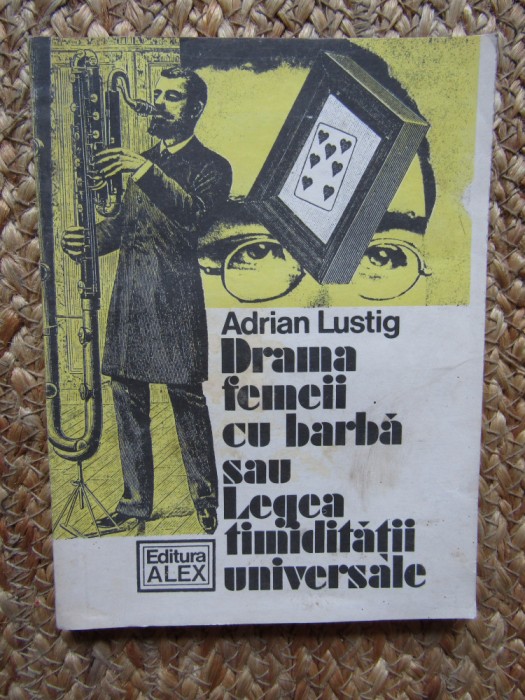 Adrian Lustig
Drama
femeii
cu barbă
sau
Legea
timidității
universale
Editura
ALEX